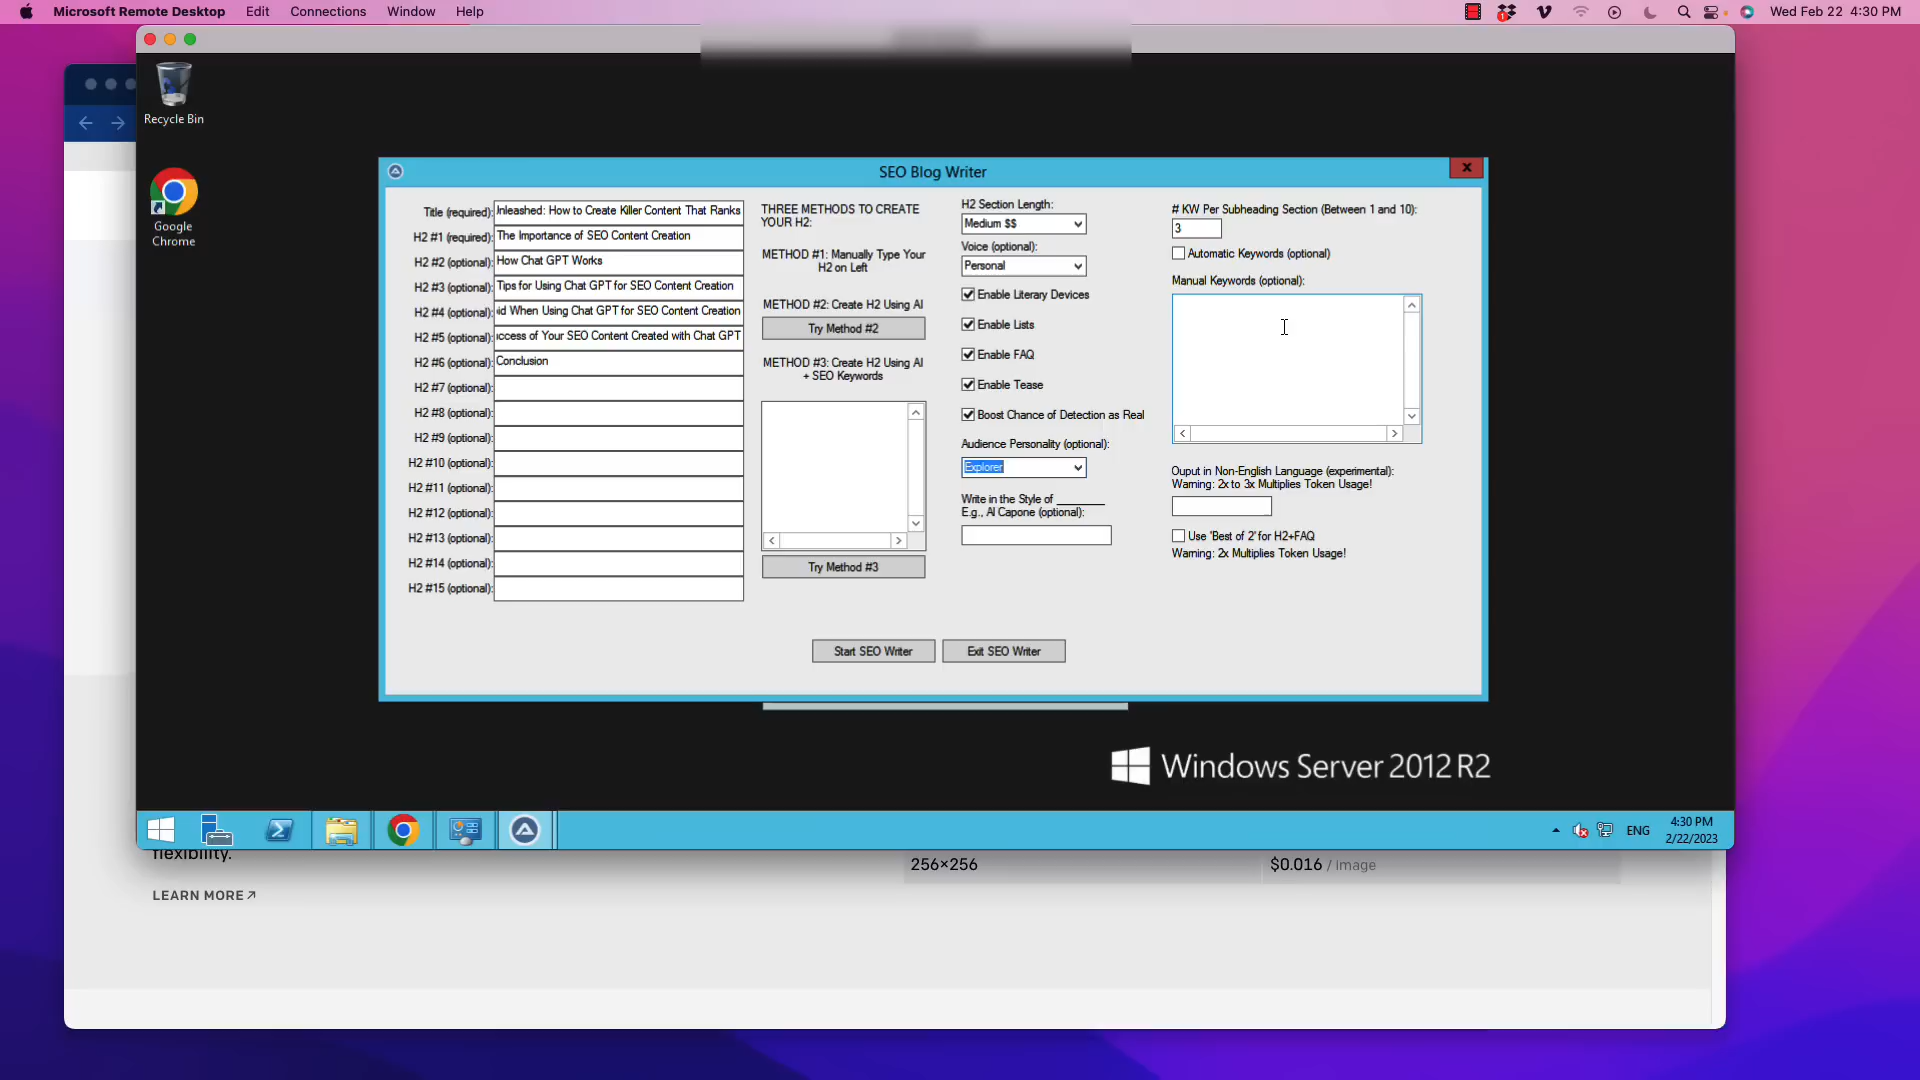 Microsoft Remote Desktop Edit Connections Window Help
1
Wed Feb 22 4:30 PM
Recycle Bin
Google
Chrome
SEO Blog Writer
Title (required):
Unleashed: How to Create Killer Content That Ranks
H2 #1 (required):
The Importance of SEO Content Creation
H2 #2 (optional):
How Chat GPT Works
H2 #3 (optional):
Tips for Using Chat GPT for SEO Content Creation
H2 #4 (optional):
When Using Chat GPT for SEO Content Creation
H2 #5 (optional):
of Your SEO Content Created with Chat GPT
H2 #6 (optional):
Conclusion
H2 #7 (optional):
H2 #8 (optional):
H2 #9 (optional):
H2 #10 (optional):
H2 #11 (optional):
H2 #12 (optional):
H2 #13 (optional):
H2 #14 (optional):
H2 #15 (optional):
THREE METHODS TO CREATE
YOUR H2:
METHOD #1: Manually Type Your
H2 on Left
METHOD #2: Create H2 Using AI
Try Method #2
METHOD #3: Create H2 Using AI
+ SEO Keywords
Try Method #3
H2 Section Length:
Medium $$
Voice (optional):
Personal
Enable Literary Devices
Enable Lists
Enable FAQ
Enable Tease
Boost Chance of Detection as Real
Audience Personality (optional):
Explorer
Write in the Style of ________
E.g., Al Capone (optional):
# KW Per Subheading Section (Between 1 and 10):
3
Automatic Keywords (optional)
Manual Keywords (optional):
Ouput in Non-English Language (experimental):
Warning: 2x to 3x Multiplies Token Usage!
Use 'Best of 2' for H2+FAQ
Warning: 2x Multiplies Token Usage!
Start SEO Writer
Exit SEO Writer
Windows Server 2012 R2
ENG
4:30 PM
2/22/2023
flexibility.
LEARN MORE
256×256
$0.016 / image